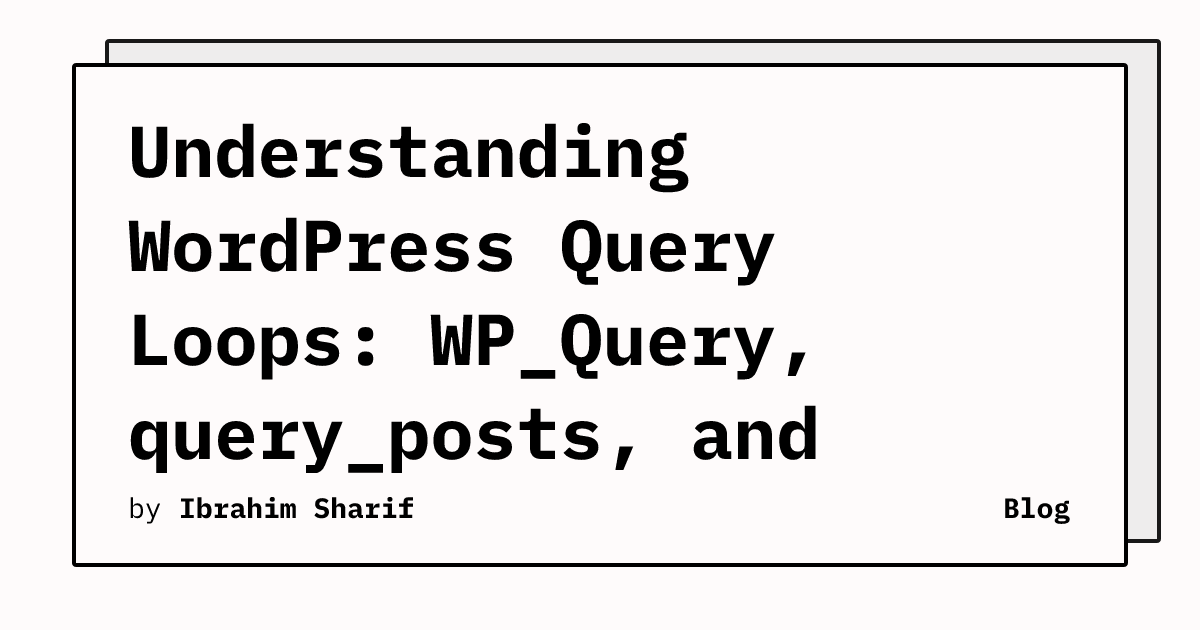 Understanding
WordPress Query
Loops: WP_Query,
query_posts, and
by Ibrahim Sharif
Blog